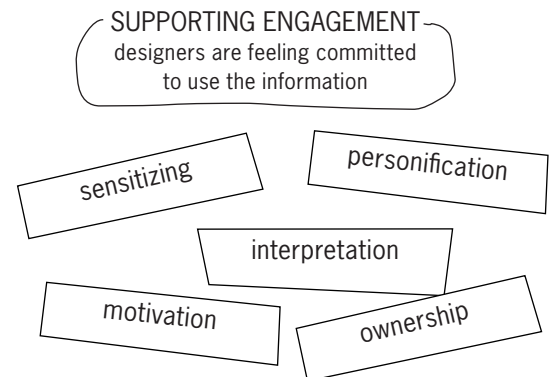 SUPPORTING ENGAGEMENT
designers are feeling committed
to use the information
sensitizing
personification
interpretation
motivation
ownership